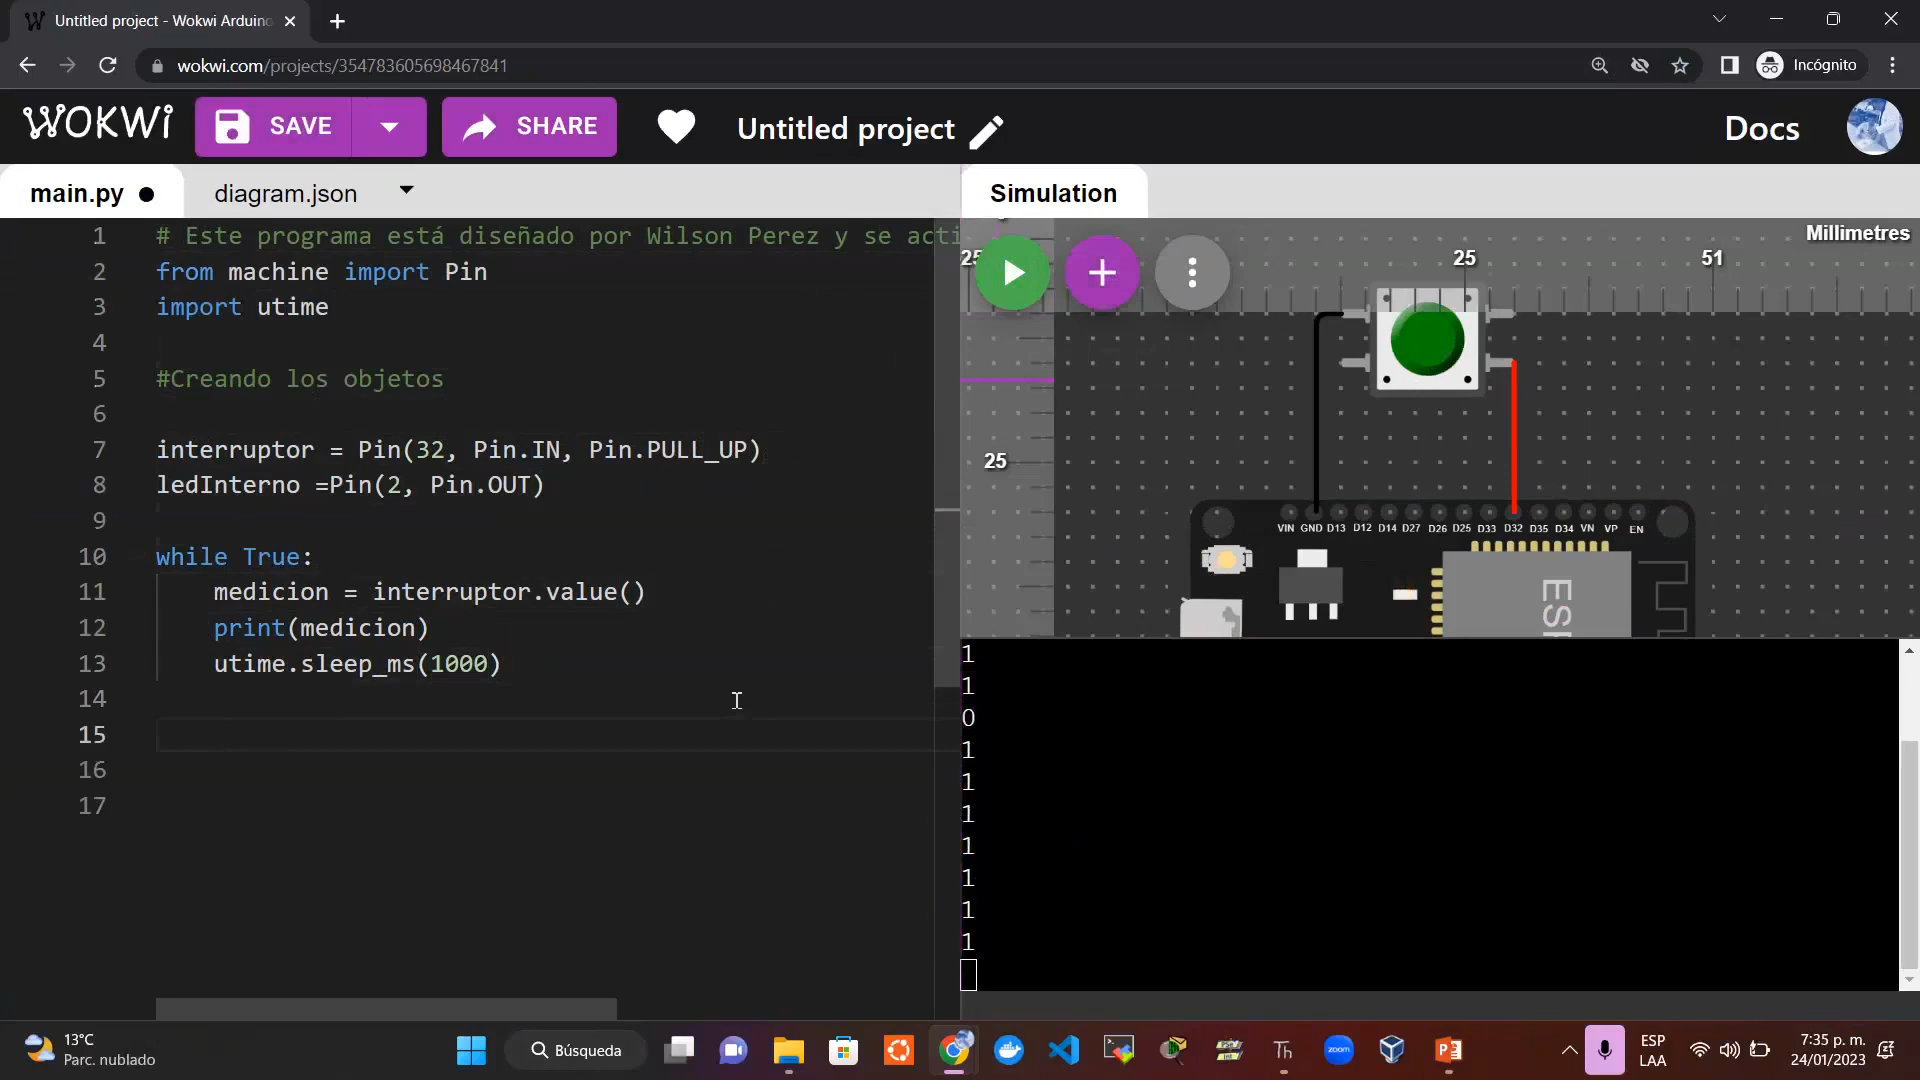 Untitled project - Wokwi Arduino
wokwi.com/projects/354783605698467841
Incógnito
WOKWi
SAVE
SHARE
Untitled project
Docs
main.py
diagram.json
Simulation
1 # Este programa está diseñado por Wilson Perez y se acti
2 from machine import Pin
3 import utime
4
5 #Creando los objetos
6
7 interruptor = Pin(32, Pin.IN, Pin.PULL_UP)
8 ledInterno =Pin(2, Pin.OUT)
9
10 while True:
11 medicion = interruptor.value()
12 print(medicion)
13 utime.sleep_ms(1000)
14
15
16
17
Millimetres
25
25 51
25
VIN GND D13 D12 D14 D27 D26 D25 D33 D32 D35 D34 VN VP EN
ESP
1
1
0
1
1
1
1
1
1
1
13°C
Parc. nublado
Búsqueda
Th
zoom
ESP
LAA
7:35 p. m.
24/01/2023